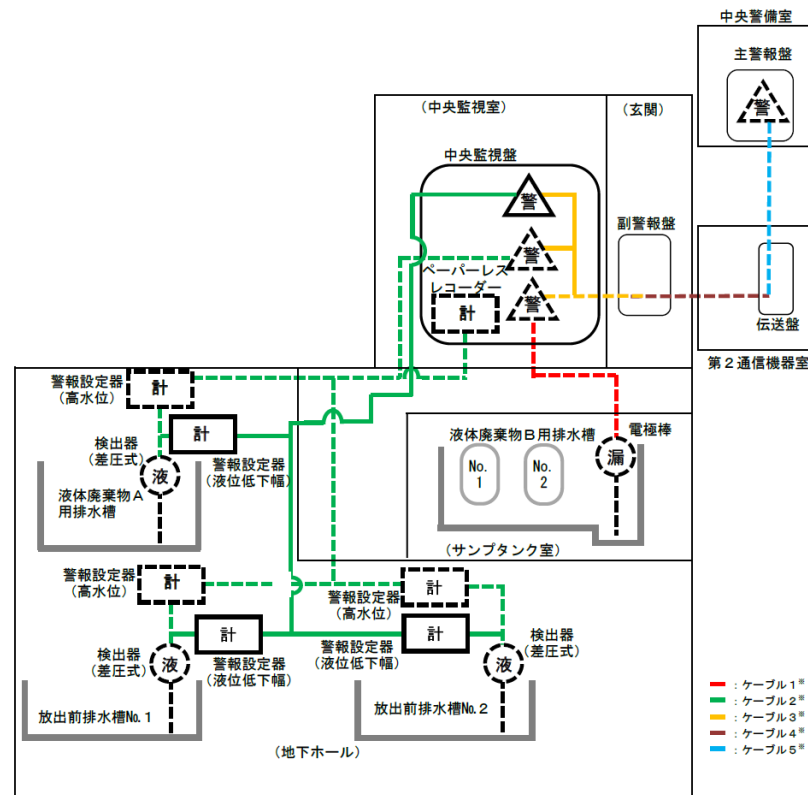 中央警備室
主警報盤
警
(中央監視室)
(玄関)
中央監視盤
警
副警報盤
警
ペーパーレス
レコーダー
計
警
伝送盤
第2通信機器室
警報設定器
(高水位)
計
計
検出器
(差圧式)
液
警報設定器
(液位低下幅)
液体廃棄物A
用排水槽
液体廃棄物B用排水槽
電極棒
No.
1
No.
2
漏
(サンプタンク室)
警報設定器
(高水位)
計
警報設定器
(高水位)
計
計
計
検出器
(差圧式)
液
警報設定器
(液位低下幅)
警報設定器
(液位低下幅)
液
検出器
(差圧式)
放出前排水槽No.1
放出前排水槽No.2
(地下ホール)
:ケーブル1※
:ケーブル2※
:ケーブル3※
:ケーブル4※
:ケーブル5※